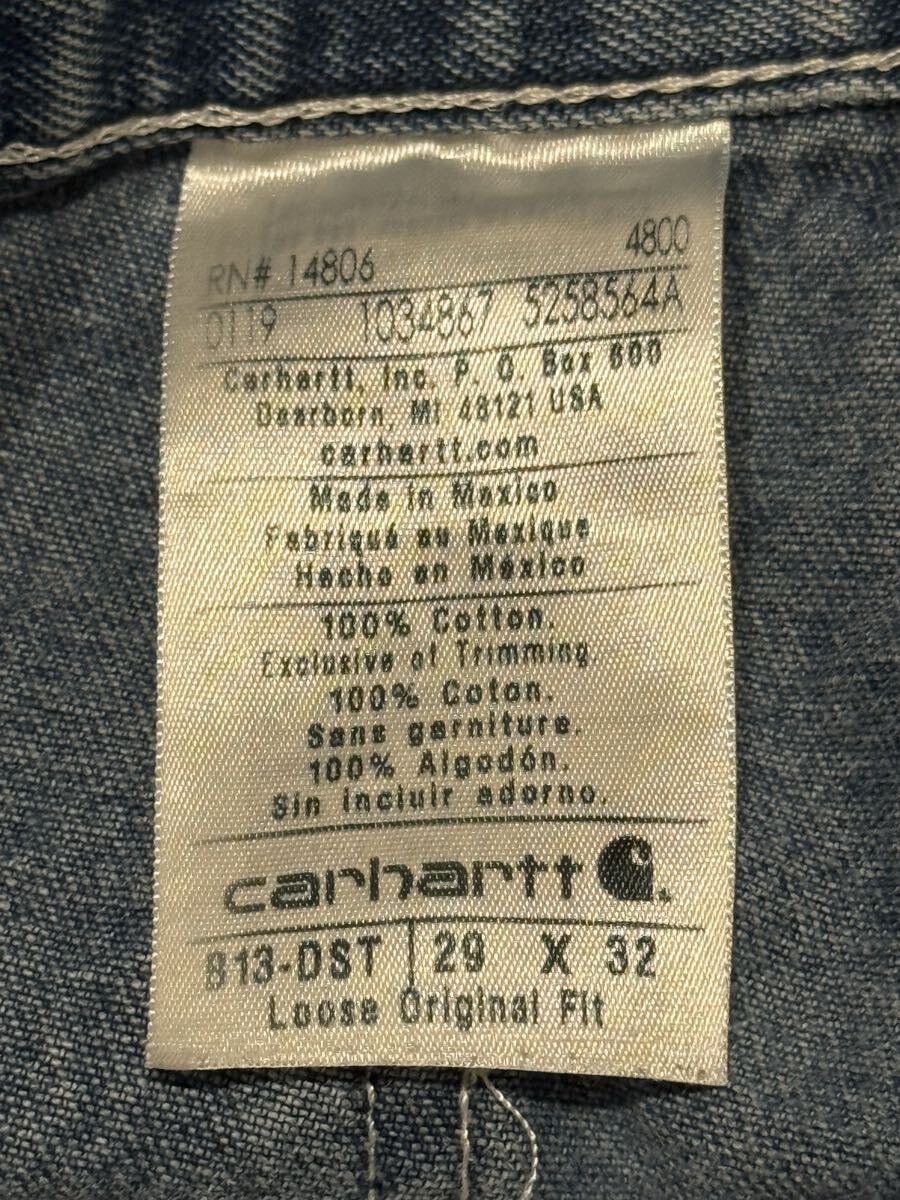 RN# 14806 4800
0119 1034867 5258564A
Carhartt, Inc. P. O. Box 600
Dearborn, MI 48121 USA
carhartt.com
Made in Mexico
Fabriqué au Mexique
Hecho en México
100% Cotton.
Exclusive of Trimming.
100% Coton.
Sans garniture.
100% Algodón.
Sin incluir adorno.
carhartt
B13-DST 29 X 32
Loose Original Fit